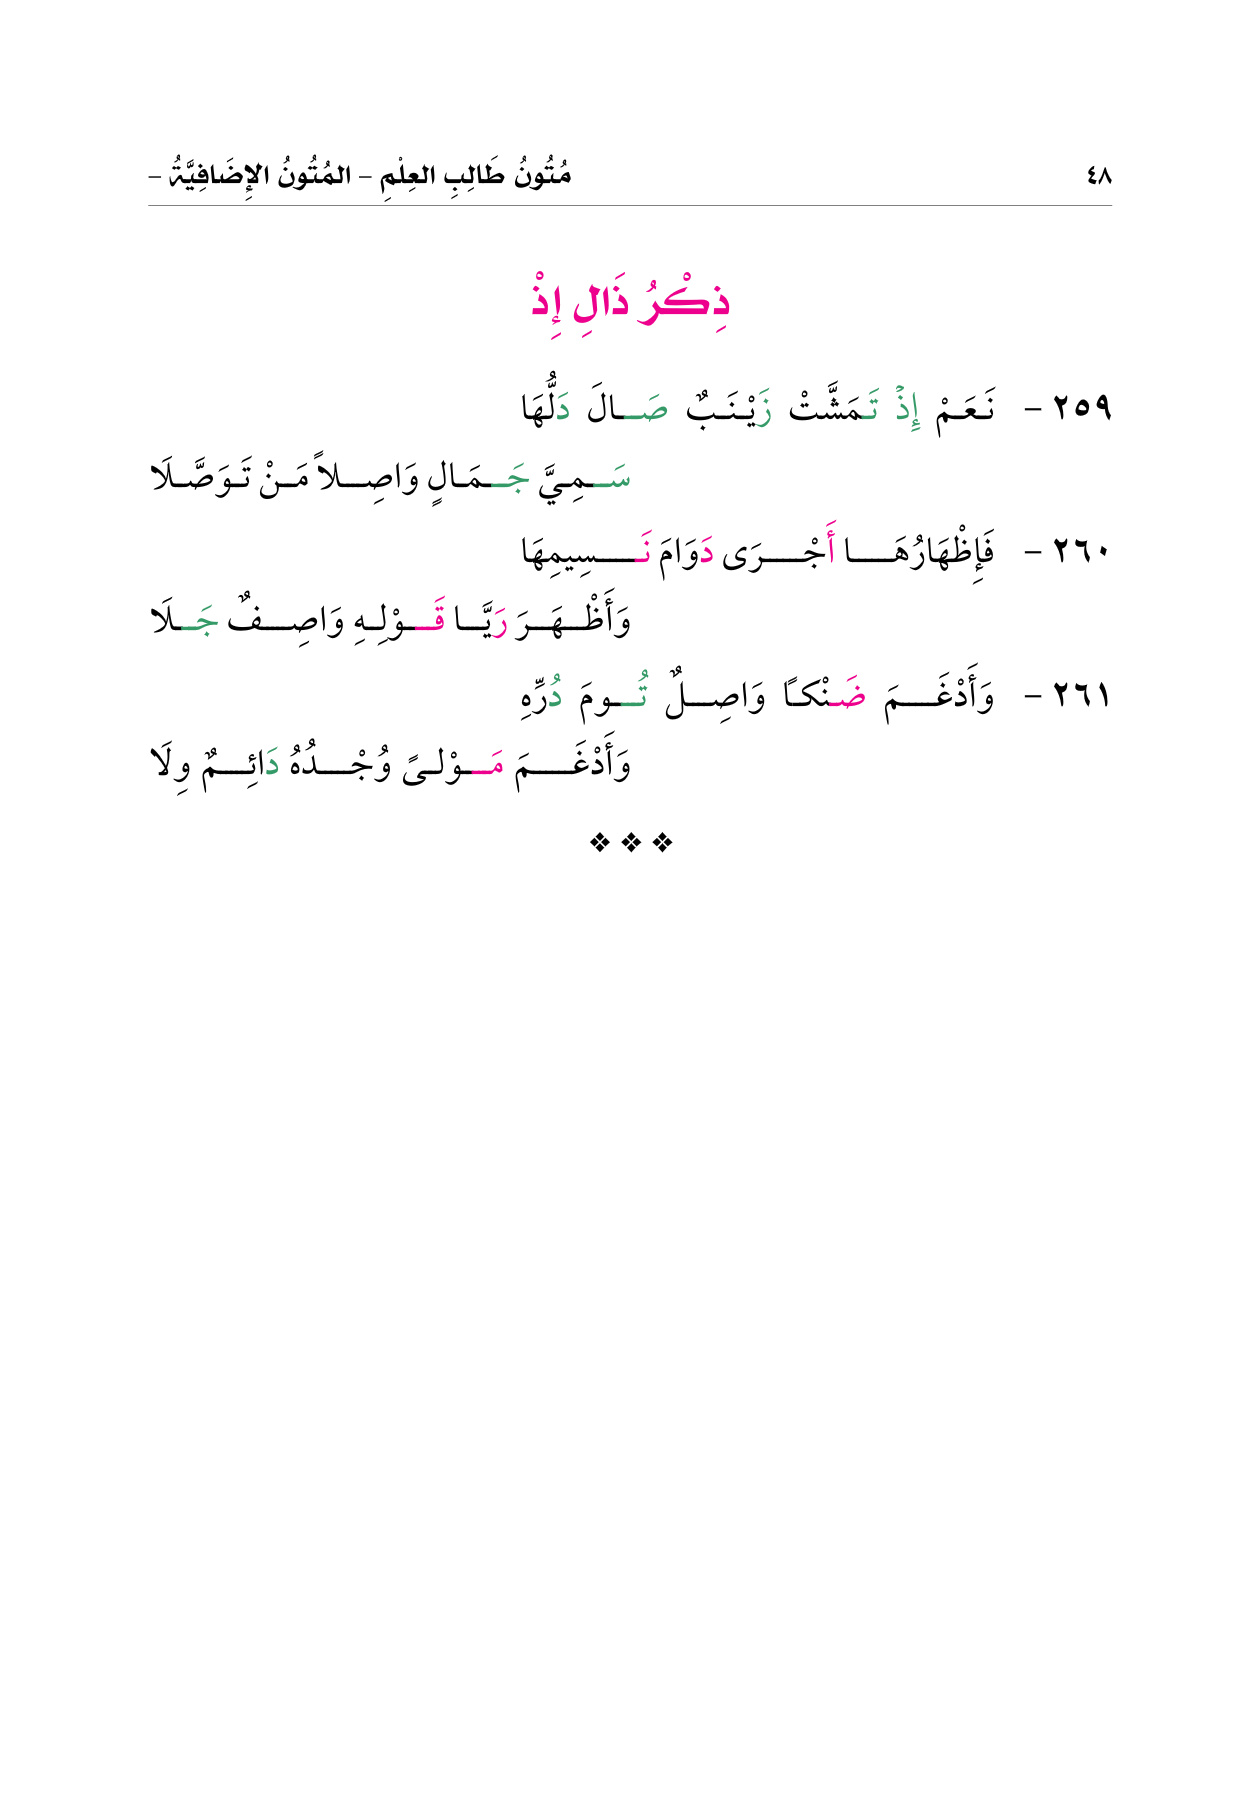 ٤٨ مُتُونُ طَالِبِ العِلْمِ – المُتُونُ الإِضَافِيَّةُ –
ذِكْرُ ذَالِ إِذْ
٢٥٩ – نَعَمْ إِذْ تَمَشَّتْ زَيْنَبٌ صَالَ دَلُّهَا
سَمِيَّ جَمَالٍ وَاصِلاً مَنْ تَوَصَّلَا
٢٦٠ – فَإِظْهَارُهَا أَجْرَى دَوَامَ نَسِيمِهَا
وَأَظْهَرَ رَيَّا قَوْلِهِ وَاصِفٌ جَلَا
٢٦١ – وَأَدْغَمَ ضَنْكًا وَاصِلٌ تُومَ دُرِّهِ
وَأَدْغَمَ مَوْلىً وُجْدُهُ دَائِمٌ وِلَا